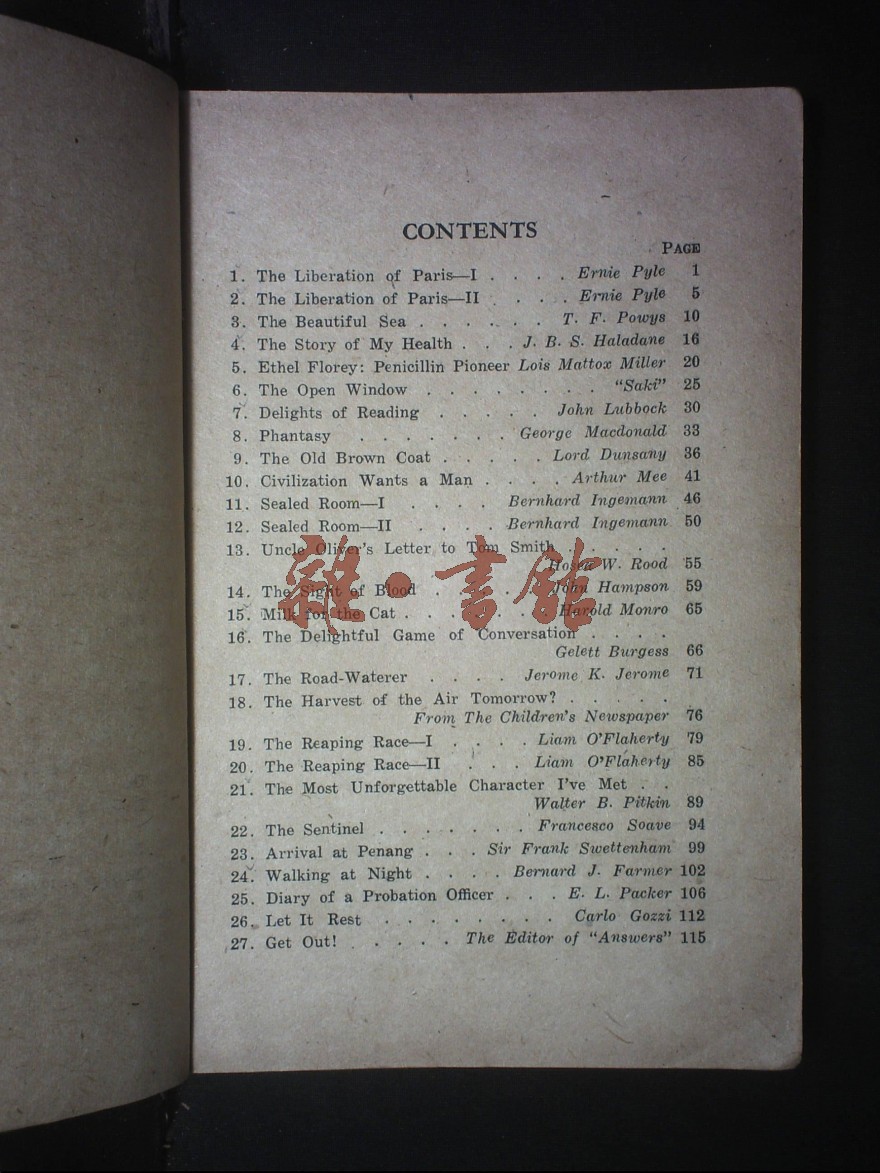 CONTENTS
PAGE
1. The Liberation of Paris—I . . . . Ernie Pyle 1
2. The Liberation of Paris—II . . . . Ernie Pyle 5
3. The Beautiful Sea . . . . . . T. F. Powys 10
4. The Story of My Health . . . J. B. S. Haladane 16
5. Ethel Florey: Penicillin Pioneer Lois Mattox Miller 20
6. The Open Window . . . . . . . . "Saki" 25
7. Delights of Reading . . . . . John Lubbock 30
8. Phantasy . . . . . . . George Macdonald 33
9. The Old Brown Coat . . . . . Lord Dunsany 36
10. Civilization Wants a Man . . . . Arthur Mee 41
11. Sealed Room—I . . . . Bernhard Ingemann 46
12. Sealed Room—II . . . . Bernhard Ingemann 50
13. Uncle Oliver's Letter to Tom Smith . . . . .
Hosea W. Rood 55
14. The Sight of Blood . . . . . John Hampson 59
15. Milk for the Cat . . . . . . . Harold Monro 65
雜·書館
16. The Delightful Game of Conversation . . . .
Gelett Burgess 66
17. The Road-Waterer . . . . Jerome K. Jerome 71
18. The Harvest of the Air Tomorrow? . . . . .
From The Children's Newspaper 76
19. The Reaping Race—I . . . . Liam O'Flaherty 79
20. The Reaping Race—II . . . Liam O'Flaherty 85
21. The Most Unforgettable Character I've Met . .
Walter B. Pitkin 89
22. The Sentinel . . . . . . . Francesco Soave 94
23. Arrival at Penang . . . Sir Frank Swettenham 99
24. Walking at Night . . . . Bernard J. Farmer 102
25. Diary of a Probation Officer . . . E. L. Packer 106
26. Let It Rest . . . . . . . . Carlo Gozzi 112
27. Get Out! . . . . . The Editor of "Answers" 115